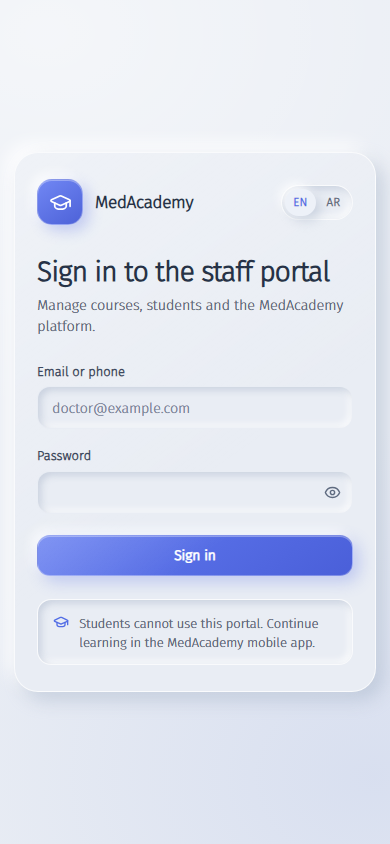 MedAcademy
EN AR
Sign in to the staff portal
Manage courses, students and the MedAcademy
platform.
Email or phone
doctor@example.com
Password
Sign in
Students cannot use this portal. Continue
learning in the MedAcademy mobile app.